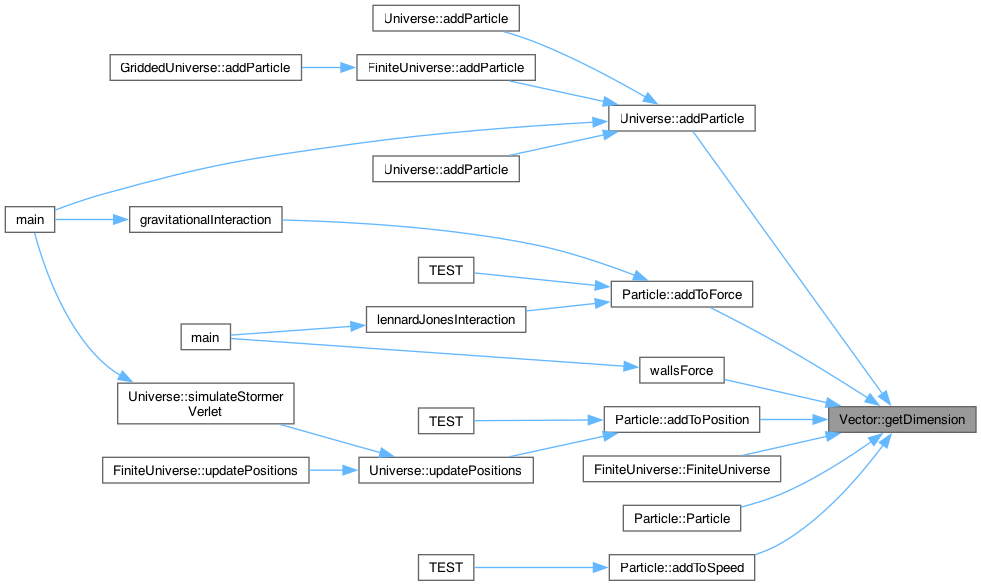 Universe::addParticle
GriddedUniverse::addParticle
FiniteUniverse::addParticle
Universe::addParticle
Universe::addParticle
main
gravitationalInteraction
TEST
Particle::addToForce
lennardJonesInteraction
main
wallsForce
Universe::simulateStormer
Verlet
TEST
Particle::addToPosition
Vector::getDimension
FiniteUniverse::updatePositions
Universe::updatePositions
FiniteUniverse::FiniteUniverse
Particle::Particle
TEST
Particle::addToSpeed